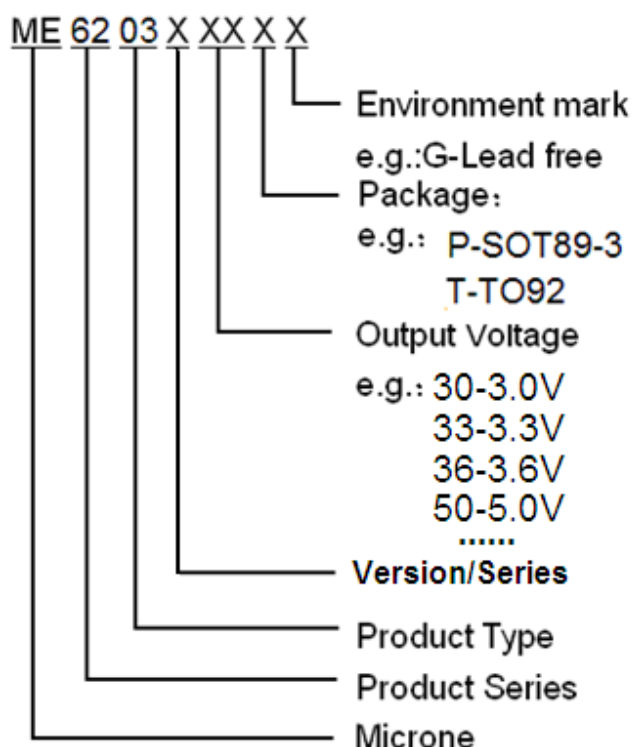 ME 62 03 X XX X X
Environment mark
e.g.:G-Lead free
Package：
e.g.： P-SOT89-3
T-TO92
Output Voltage
e.g.：30-3.0V
33-3.3V
36-3.6V
50-5.0V
......
Version/Series
Product Type
Product Series
Microne